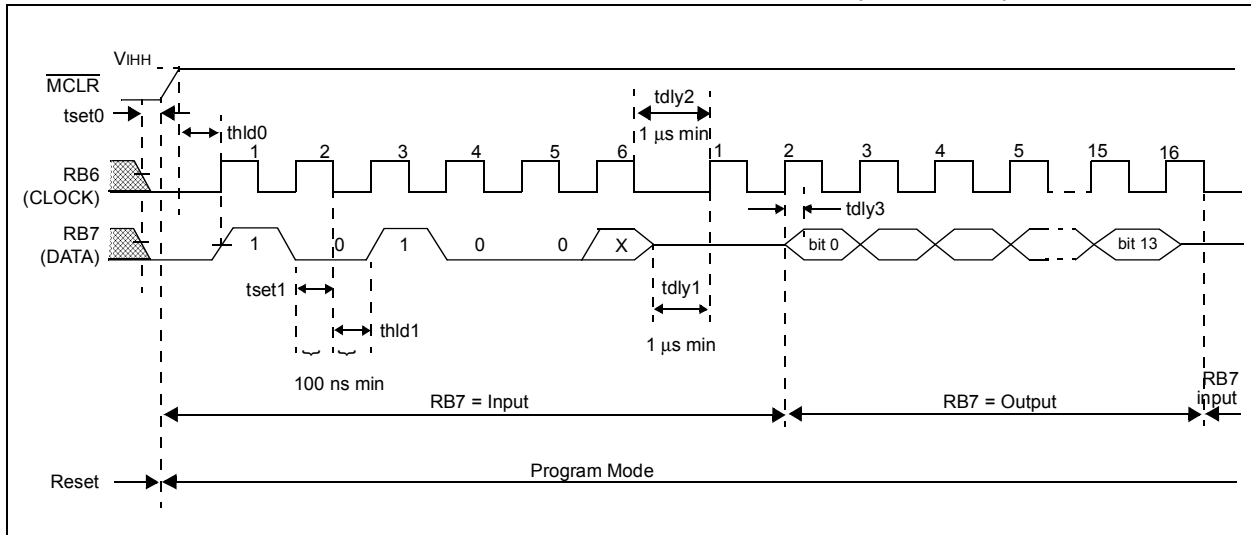 VIHH
MCLR
tset0
thld0
tdly2
1 μs min
1 2 3 4 5 6 1 2 3 4 5 15 16
RB6
(CLOCK)
tdly3
RB7
(DATA)
1 0 1 0 0 X bit 0 bit 13
tset1
tdly1
thld1
1 μs min
100 ns min
RB7 = Input
RB7 = Output
RB7
input
Reset
Program Mode